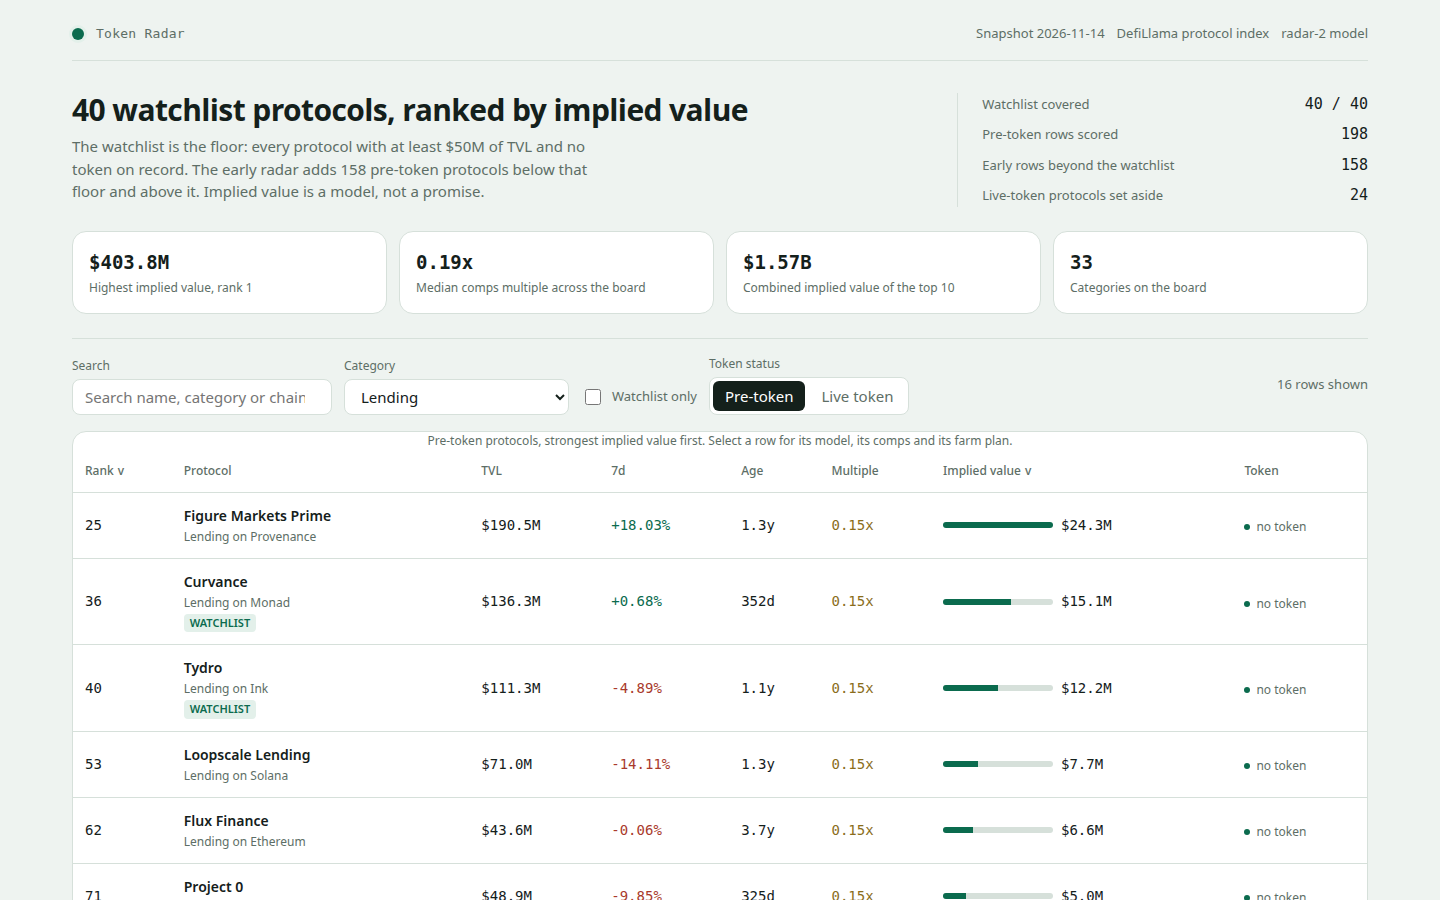 Token Radar
Snapshot 2026-11-14 DefiLlama protocol index radar-2 model
40 watchlist protocols, ranked by implied value
The watchlist is the floor: every protocol with at least $50M of TVL and no
token on record. The early radar adds 158 pre-token protocols below that
floor and above it. Implied value is a model, not a promise.
Watchlist covered 40 / 40
Pre-token rows scored 198
Early rows beyond the watchlist 158
Live-token protocols set aside 24
$403.8M
Highest implied value, rank 1
0.19x
Median comps multiple across the board
$1.57B
Combined implied value of the top 10
33
Categories on the board
Search
Search name, category or chain
Category
Lending
Watchlist only
Token status
Pre-token Live token
16 rows shown
Pre-token protocols, strongest implied value first. Select a row for its model, its comps and its farm plan.
Rank v Protocol TVL 7d Age Multiple Implied value v Token
25 Figure Markets Prime $190.5M +18.03% 1.3y 0.15x $24.3M no token
Lending on Provenance
36 Curvance $136.3M +0.68% 352d 0.15x $15.1M no token
Lending on Monad
WATCHLIST
40 Tydro $111.3M -4.89% 1.1y 0.15x $12.2M no token
Lending on Ink
WATCHLIST
53 Loopscale Lending $71.0M -14.11% 1.3y 0.15x $7.7M no token
Lending on Solana
62 Flux Finance $43.6M -0.06% 3.7y 0.15x $6.6M no token
Lending on Ethereum
71 Project 0 $48.9M -9.85% 325d 0.15x $5.0M no token